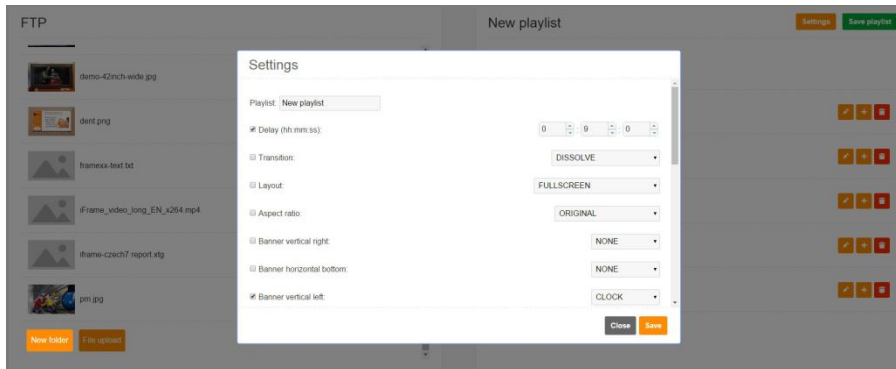 FTP
demo-42inch-wide.jpg
dent.png
framexx-text.txt
iFrame_video_long_EN_x264.mp4
iframe-czech7 report.xtg
pm.jpg
New folder
File upload
New playlist
Settings
Save playlist
Settings
Playlist: New playlist
Delay (hh:mm:ss): 0 : 9 : 0
Transition: DISSOLVE
Layout: FULLSCREEN
Aspect ratio: ORIGINAL
Banner vertical right: NONE
Banner horizontal bottom: NONE
Banner vertical left: CLOCK
Close
Save